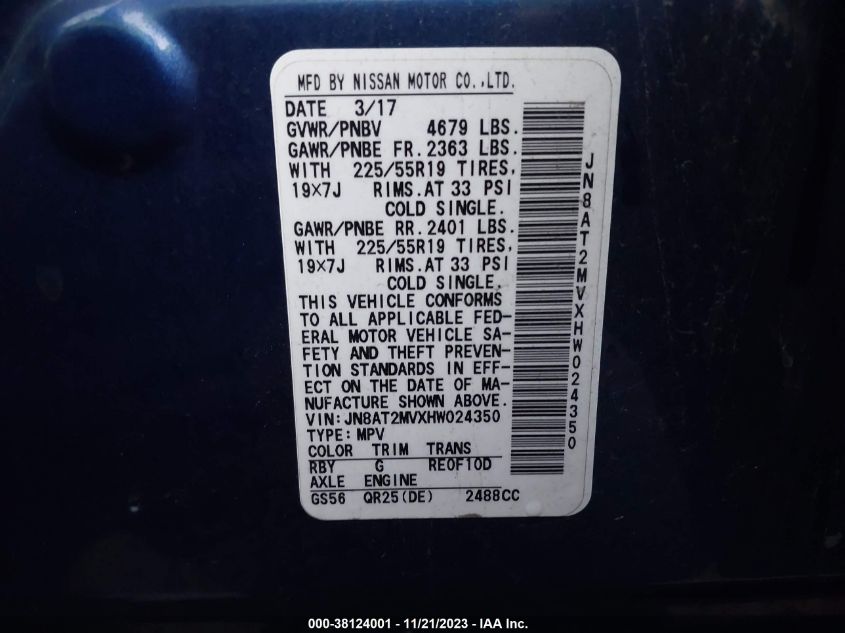 MFD BY NISSAN MOTOR CO.,LTD.
DATE 3/17
GVWR/PNBV 4679 LBS.
GAWR/PNBE FR. 2363 LBS.
WITH 225/55R19 TIRES,
19×7J RIMS. AT 33 PSI
COLD SINGLE.
GAWR/PNBE RR. 2401 LBS.
WITH 225/55R19 TIRES,
19×7J RIMS. AT 33 PSI
COLD SINGLE.
THIS VEHICLE CONFORMS
TO ALL APPLICABLE FED-
ERAL MOTOR VEHICLE SA-
FETY AND THEFT PREVEN-
TION STANDARDS IN EFF-
ECT ON THE DATE OF MA-
NUFACTURE SHOWN ABOVE.
VIN:JN8AT2MVXHW024350
TYPE:MPV
COLOR TRIM TRANS
RBY G RE0F10D
AXLE ENGINE
GS56 QR25(DE) 2488CC
JN8AT2MVXHW024350
000-38124001 - 11/21/2023 - IAA Inc.